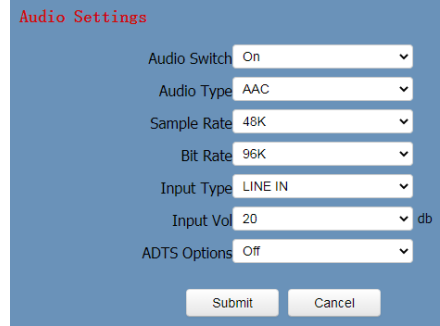 Audio Settings
Audio Switch On
Audio Type AAC
Sample Rate 48K
Bit Rate 96K
Input Type LINE IN
Input Vol 20 db
ADTS Options Off
Submit Cancel